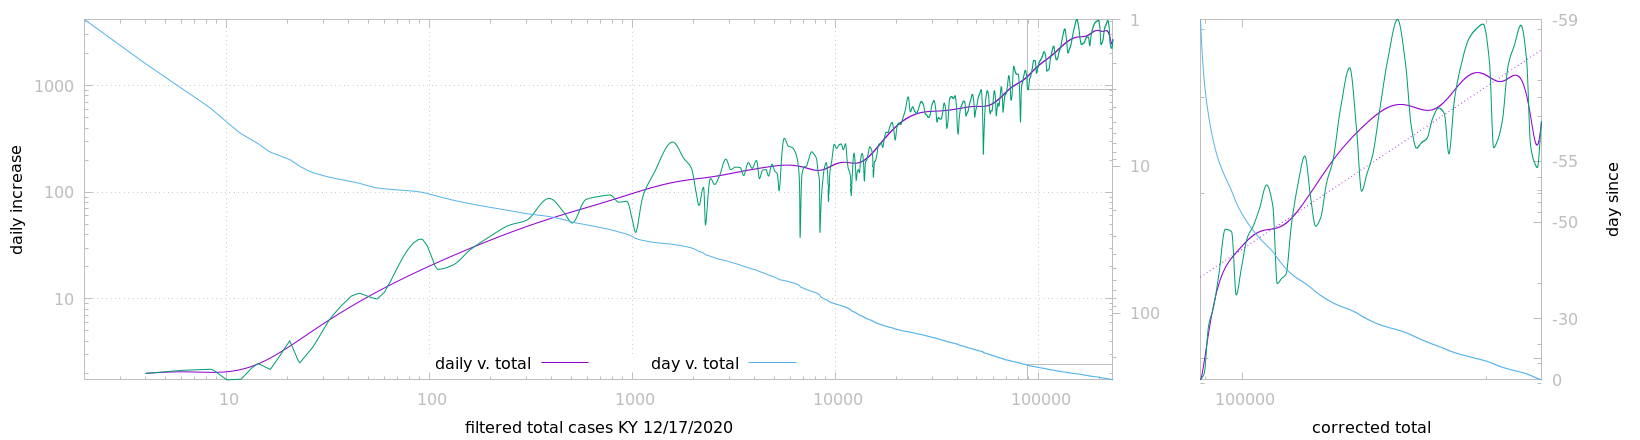 1 -59
1000
10 -55
daily increase
100
-50 day since
10
100 -30
daily v. total day v. total
0
10 100 1000 10000 100000 100000
filtered total cases KY 12/17/2020 corrected total